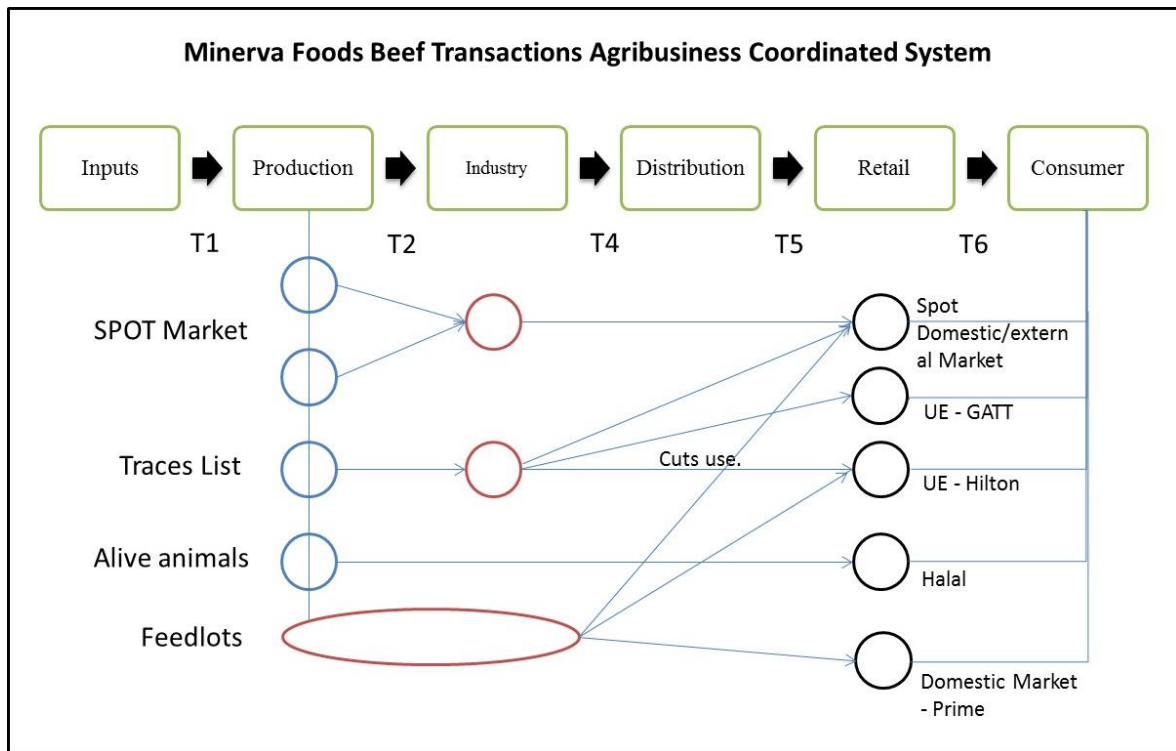 Minerva Foods Beef Transactions Agribusiness Coordinated System
Inputs
Production
Industry
Distribution
Retail
Consumer
T1
T2
T4
T5
T6
SPOT Market
Spot
Domestic/extern
al Market
UE - GATT
Traces List
Cuts use.
UE - Hilton
Alive animals
Halal
Feedlots
Domestic Market
- Prime